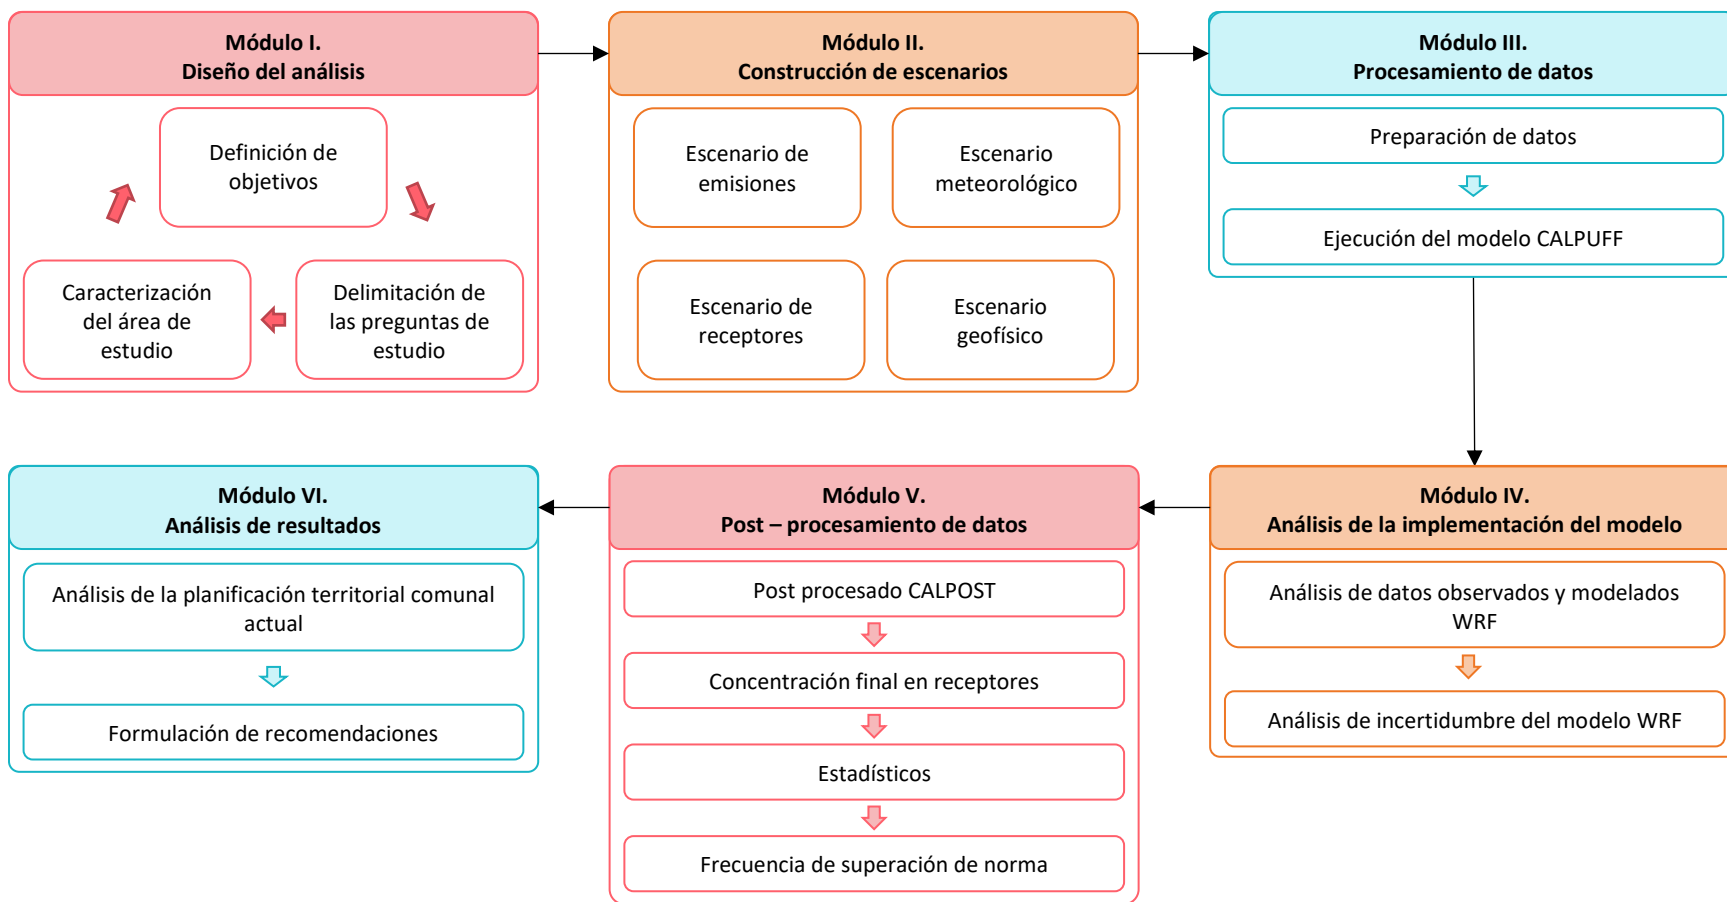 Módulo I.
Diseño del análisis
Definición de
objetivos
Caracterización
del área de
estudio
Delimitación de
las preguntas de
estudio
Módulo II.
Construcción de escenarios
Escenario de
emisiones
Escenario
meteorológico
Escenario de
receptores
Escenario
geofísico
Módulo III.
Procesamiento de datos
Preparación de datos
Ejecución del modelo CALPUFF
Módulo IV.
Análisis de la implementación del modelo
Análisis de datos observados y modelados
WRF
Análisis de incertidumbre del modelo WRF
Módulo V.
Post – procesamiento de datos
Post procesado CALPOST
Concentración final en receptores
Estadísticos
Frecuencia de superación de norma
Módulo VI.
Análisis de resultados
Análisis de la planificación territorial comunal
actual
Formulación de recomendaciones